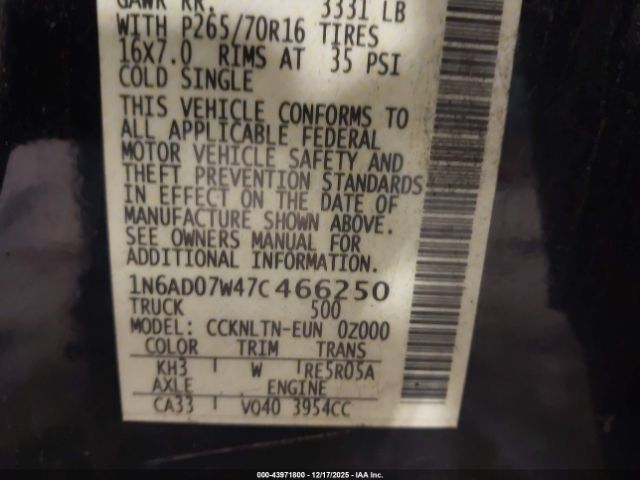 GAWR RR. 3331 LB
WITH P265/70R16 TIRES
16X7.0 RIMS AT 35 PSI
COLD SINGLE
THIS VEHICLE CONFORMS TO
ALL APPLICABLE FEDERAL
MOTOR VEHICLE SAFETY AND
THEFT PREVENTION STANDARDS
IN EFFECT ON THE DATE OF
MANUFACTURE SHOWN ABOVE.
SEE OWNERS MANUAL FOR
ADDITIONAL INFORMATION.
1N6AD07W47C466250
TRUCK 500
MODEL: CCKNLTN-EUN 0Z000
COLOR TRIM TRANS
KH3 W RE5R05A
AXLE ENGINE
CA33 VQ40 3954CC
000-43971800 - 12/17/2025 - IAA Inc.